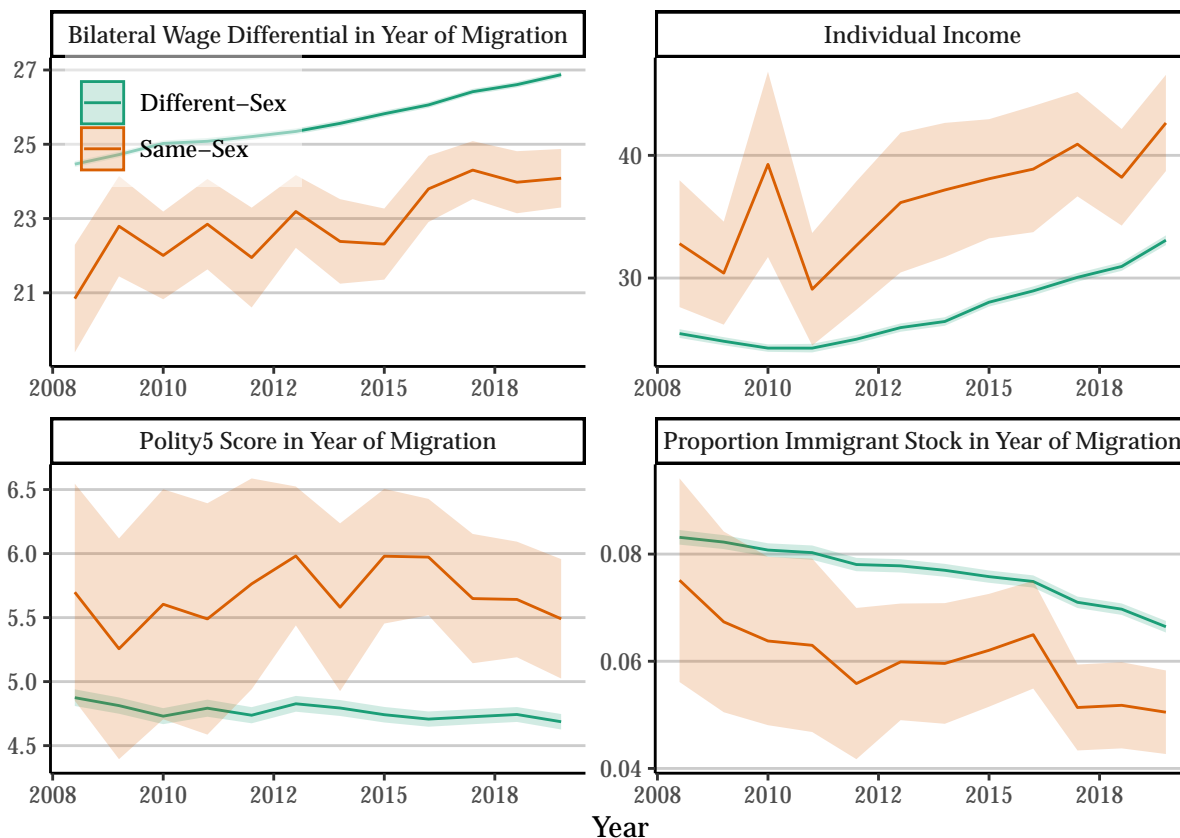 Bilateral Wage Differential in Year of Migration
Individual Income
27
25
23
21
Different−Sex
Same−Sex
2008 2010 2012 2015 2018
40
30
2008 2010 2012 2015 2018
Polity5 Score in Year of Migration
Proportion Immigrant Stock in Year of Migration
6.5
6.0
5.5
5.0
4.5
2008 2010 2012 2015 2018
0.08
0.06
0.04
2008 2010 2012 2015 2018
Year